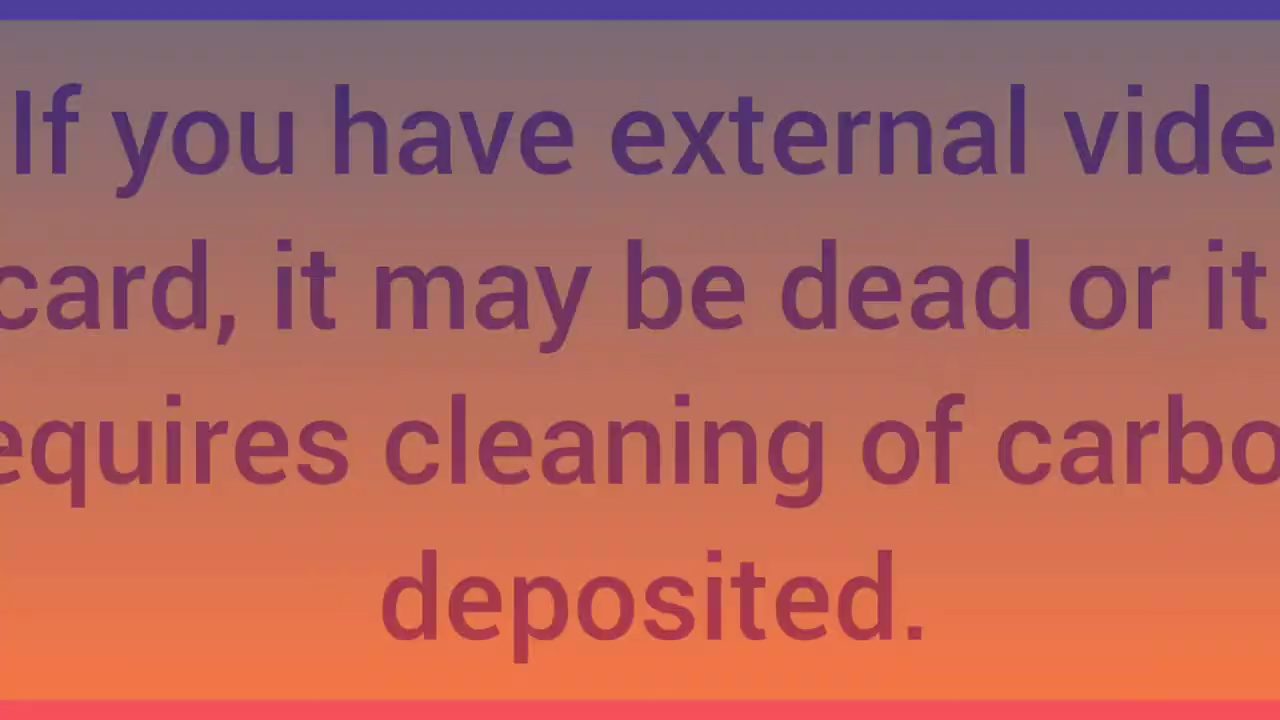 If you have external vide
card, it may be dead or it
equires cleaning of carbo
deposited.